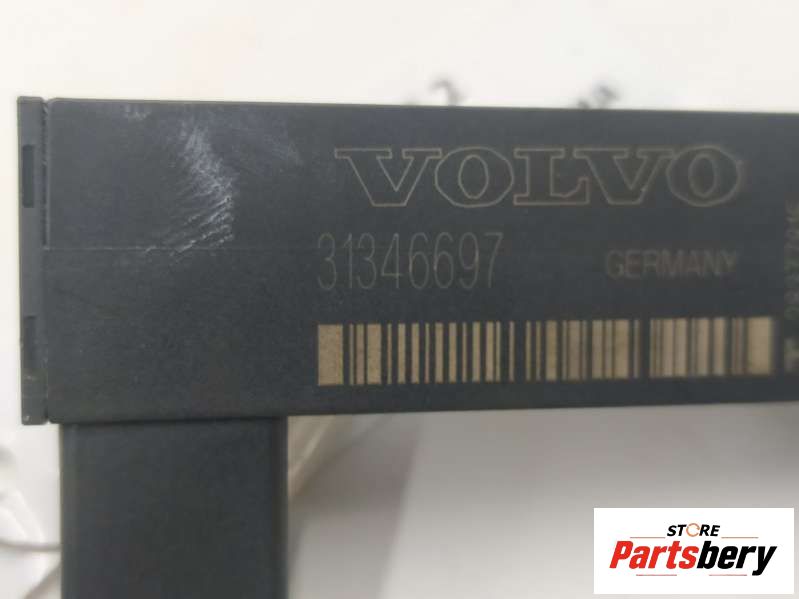 VOLVO
31346697
GERMANY
STORE
Partsbery